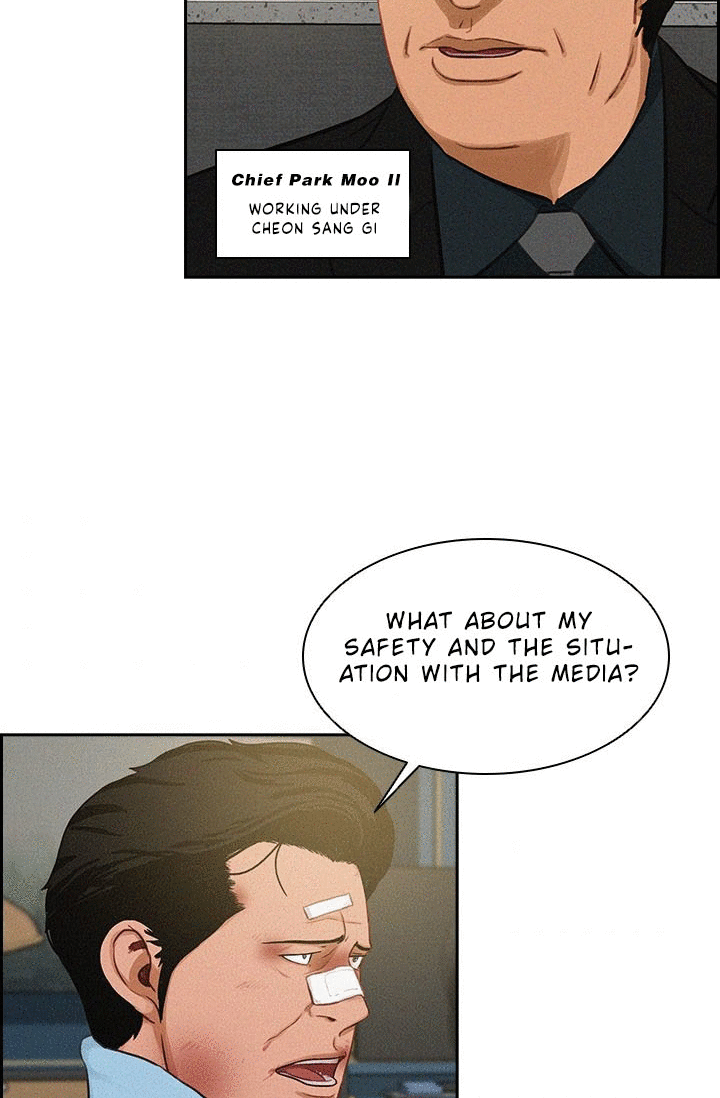 Chief Park Moo Il
WORKING UNDER
CHEON SANG GI
WHAT ABOUT MY
SAFETY AND THE SITU-
ATION WITH THE MEDIA?